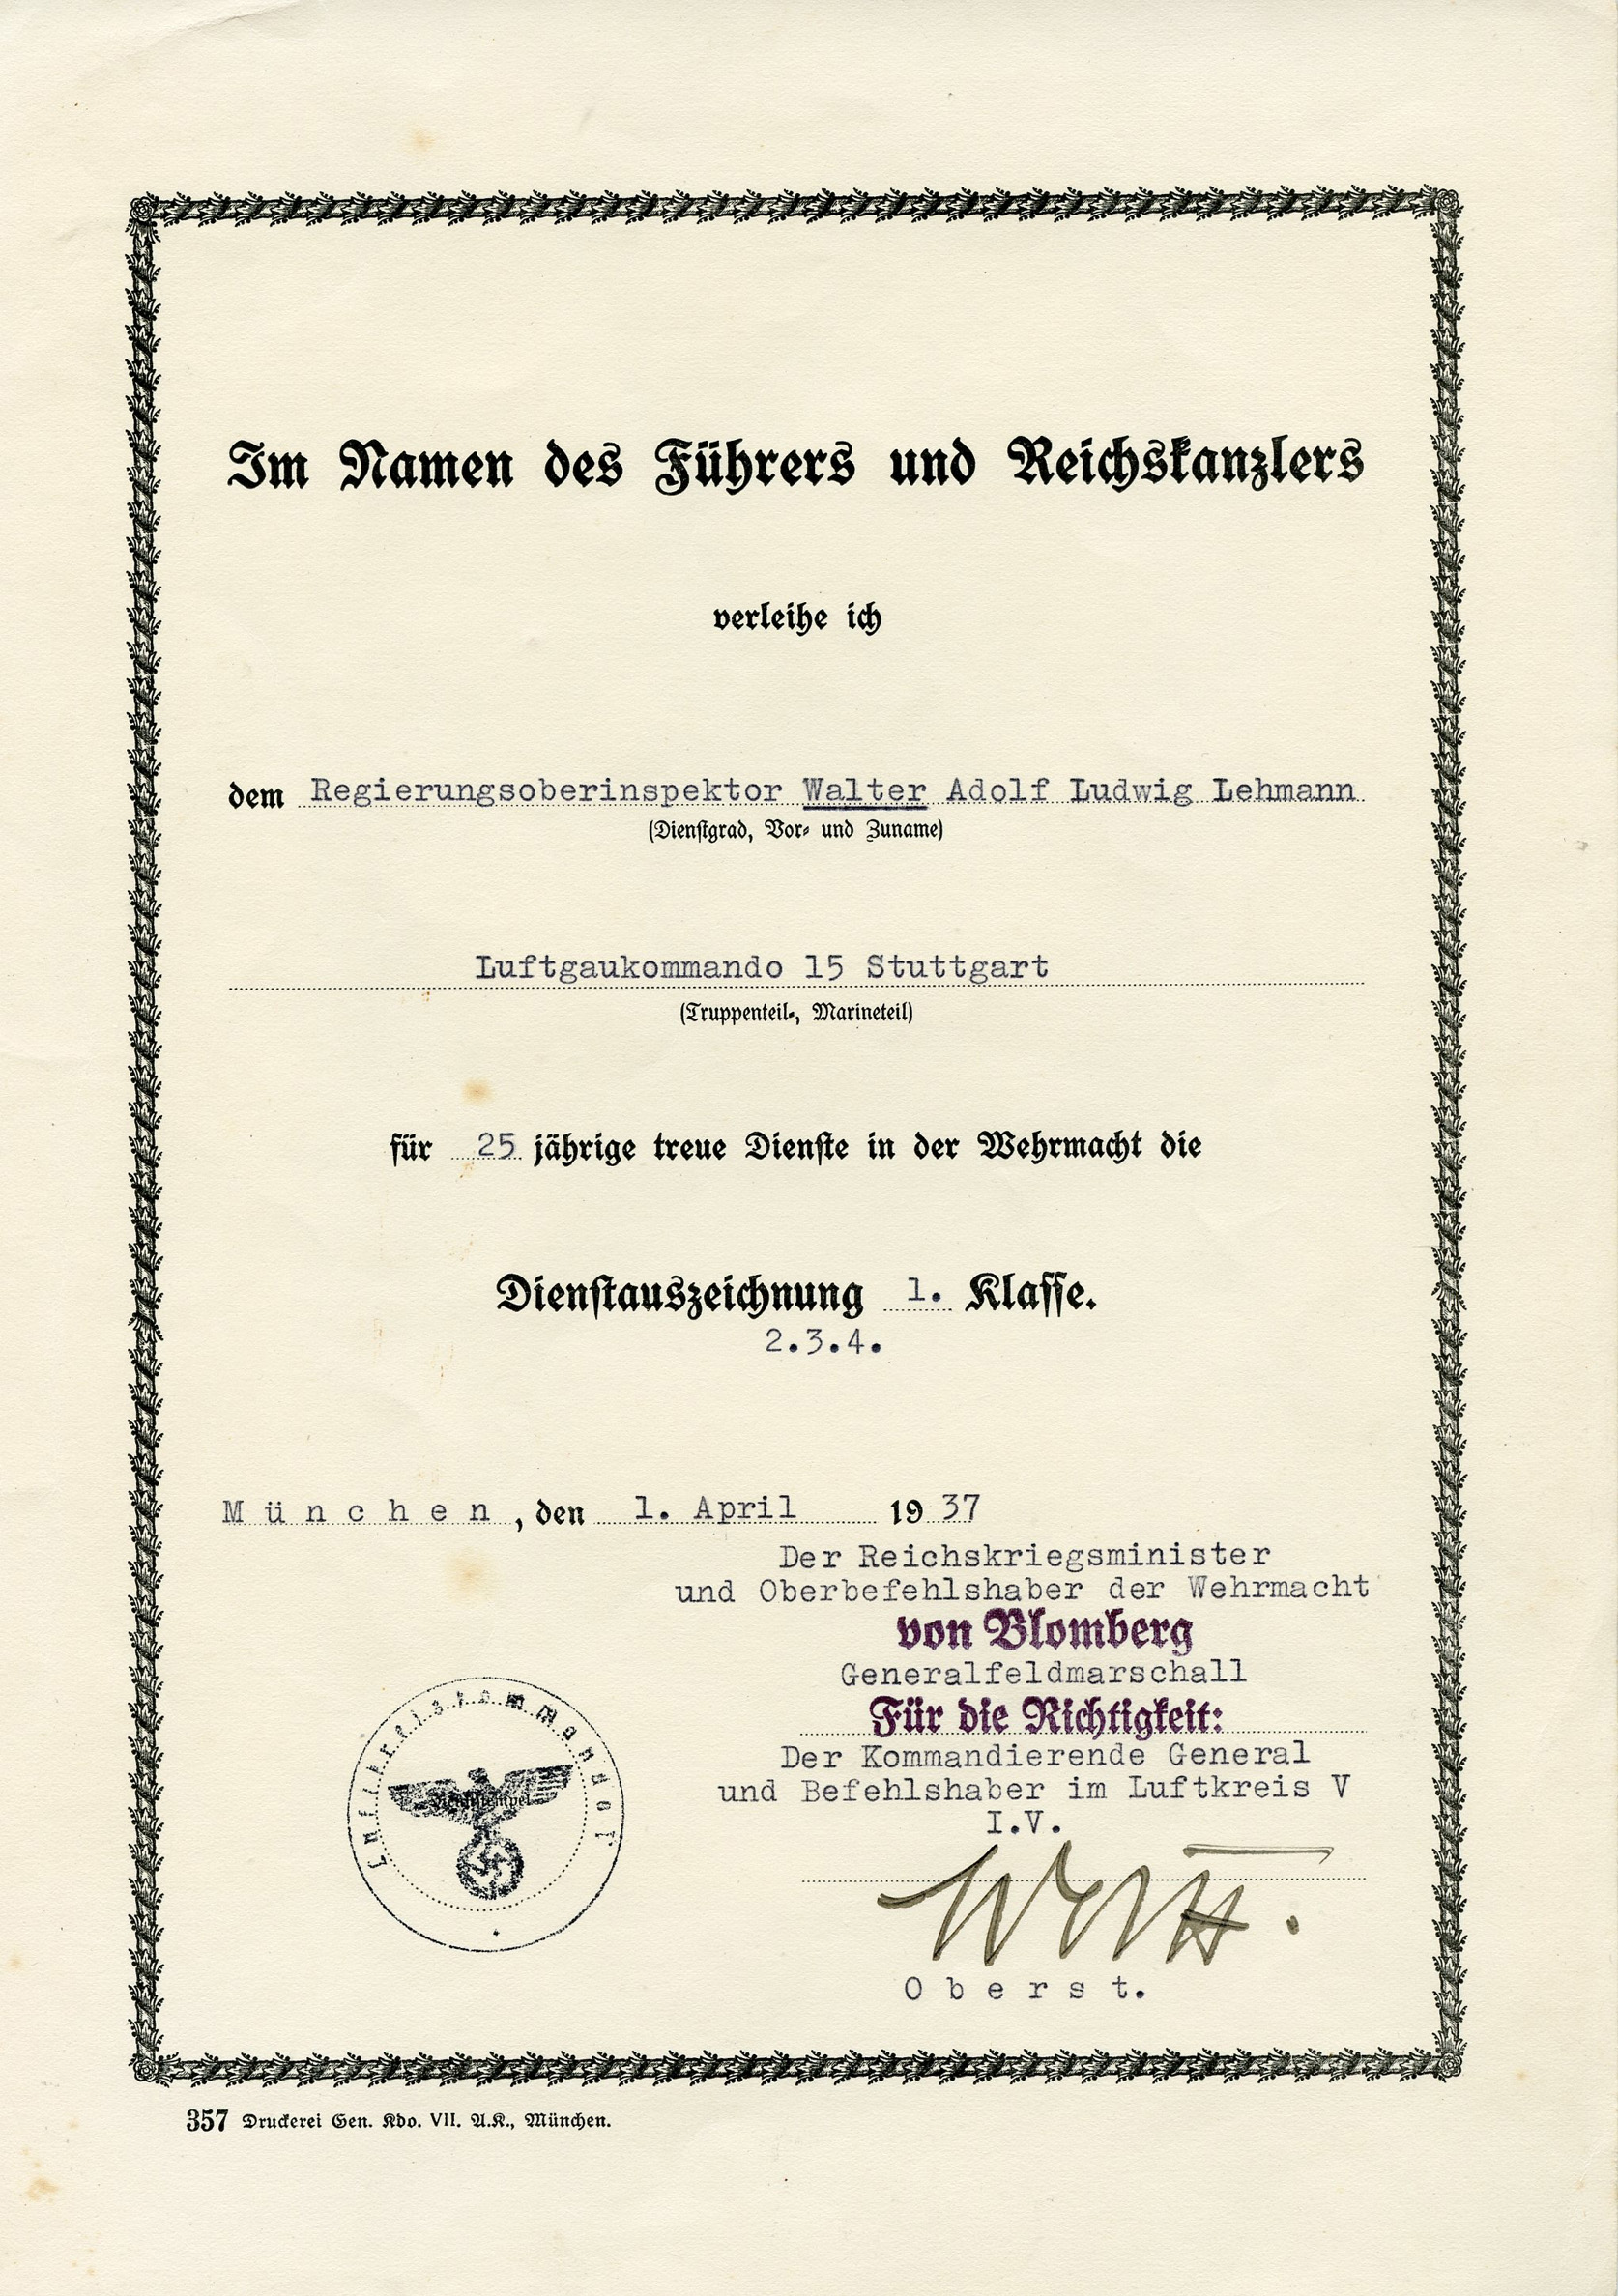 Im Namen des Führers und Reichskanzlers
verleihe ich
dem Regierungsoberinspektor Walter Adolf Ludwig Lehmann
(Dienstgrad, Vor- und Zuname)
Luftgaukommando 15 Stuttgart
(Truppenteil-, Marineteil)
für 25 jährige treue Dienste in der Wehrmacht die
Dienstauszeichnung 1. Klasse.
2.3.4.
München, den 1. April 1937
Der Reichskriegsminister
und Oberbefehlshaber der Wehrmacht
von Blomberg
Generalfeldmarschall
Für die Richtigkeit:
Der Kommandierende General
und Befehlshaber im Luftkreis V
I.V.
Oberst.
Dienststempel
357 Druckerei Gen. Kdo. VII. A.K., München.